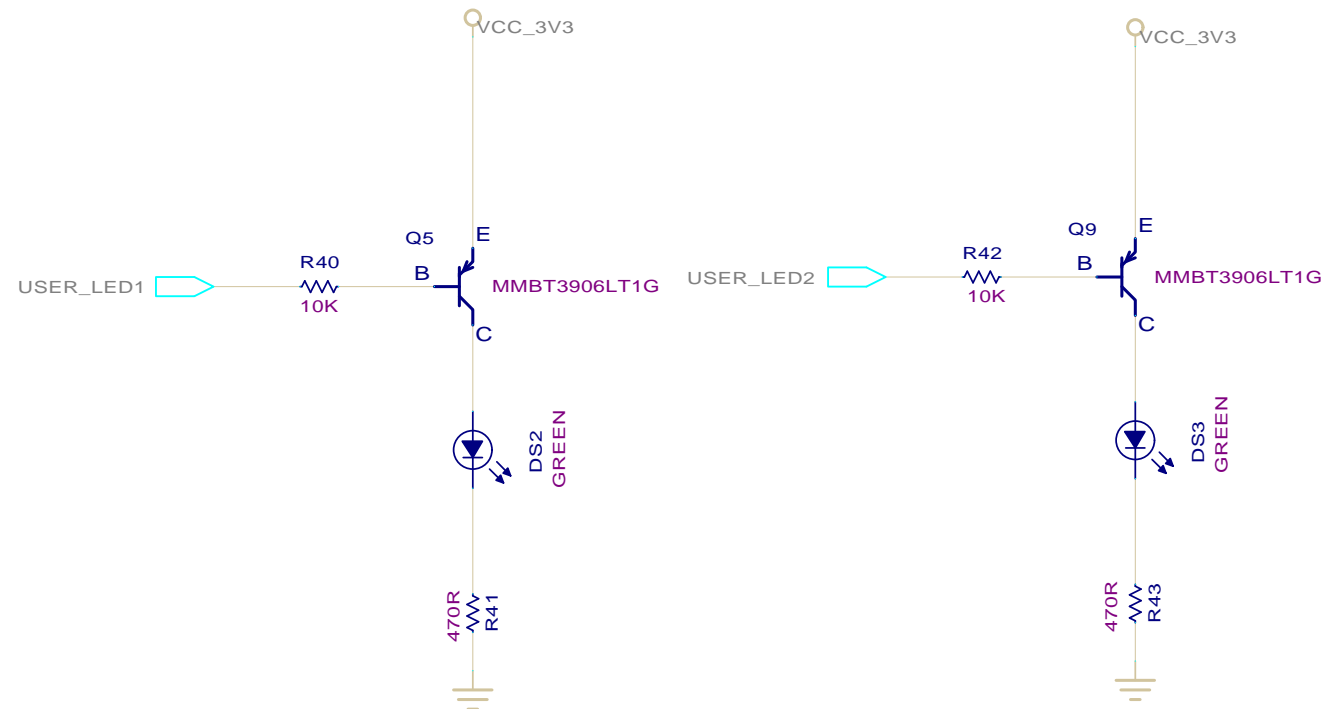 VCC_3V3
Q5
E
R40
B
USER_LED1
MMBT3906LT1G
10K
C
DS2
GREEN
470R
R41
VCC_3V3
Q9
E
R42
B
USER_LED2
MMBT3906LT1G
10K
C
DS3
GREEN
470R
R43